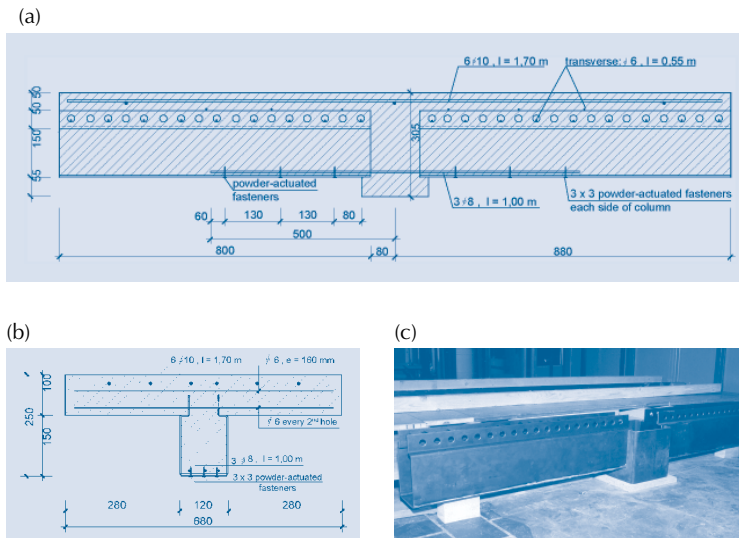 (a)
6∮10 , l = 1,70 m
transverse: ∮ 6 , l = 0,55 m
50
50
150
55
305
powder-actuated
fasteners
3∮8 , l = 1,00 m
3 x 3 powder-actuated fasteners
each side of column
60
130
130
80
500
800
80
880
(b)
6∮10 , l = 1,70 m
∮ 6 , e = 160 mm
100
250
150
∮ 6 every 2nd hole
3 ∮8 , l = 1,00 m
3 x 3 powder-actuated
fasteners
280
120
280
680
(c)